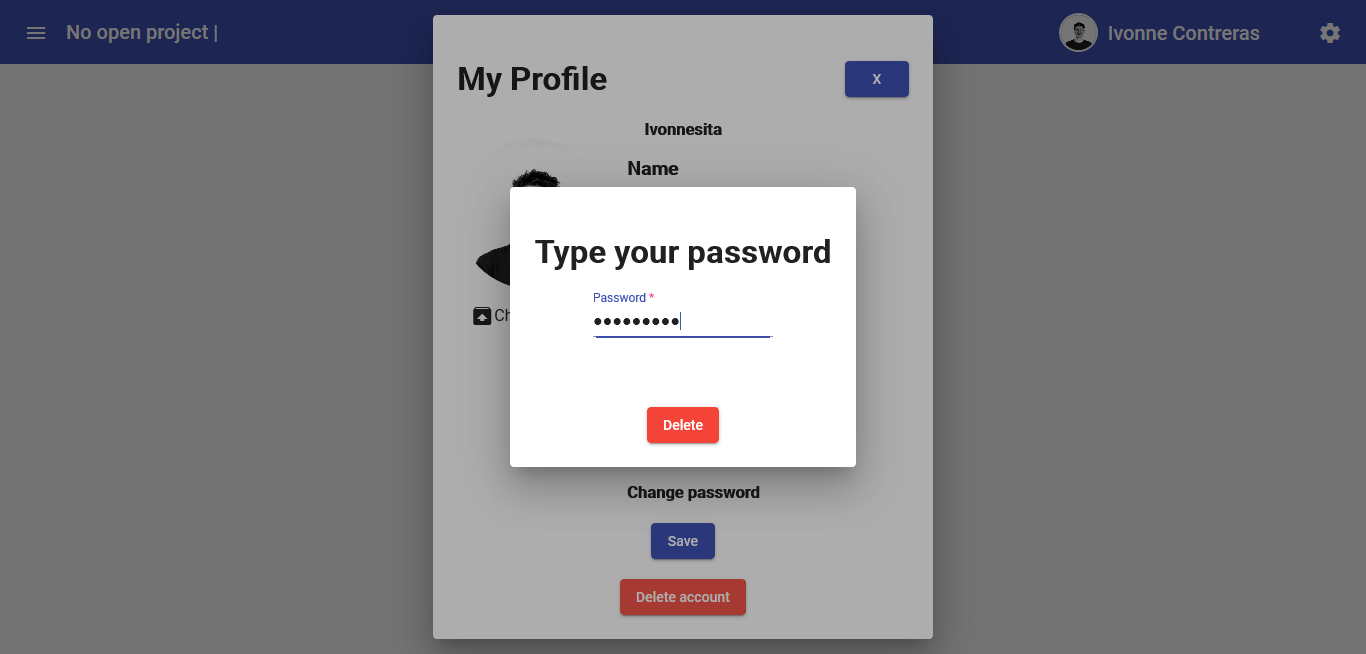 No open project |
Ivonne Contreras
My Profile
X
Ivonnesita
Name
Type your password
Password *
•••••••••
Ch
Delete
Change password
Save
Delete account